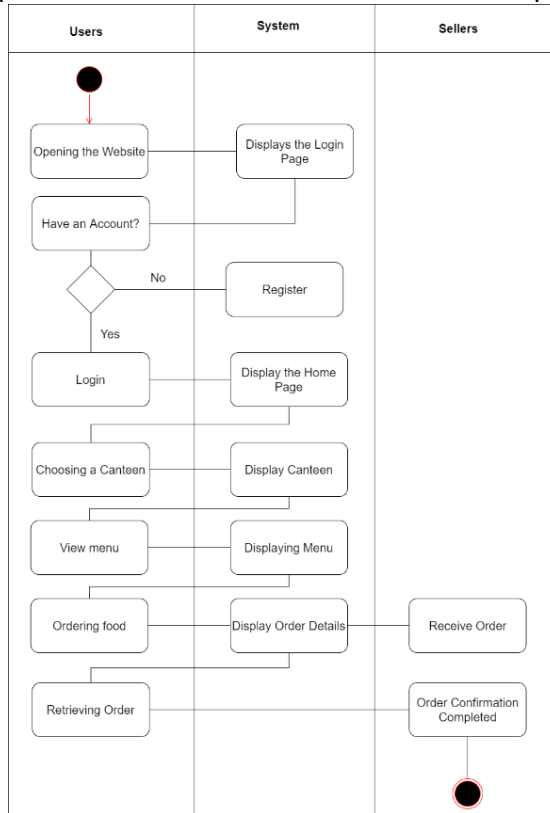 Users
System
Sellers
Opening the Website
Displays the Login
Page
Have an Account?
No
Register
Yes
Login
Display the Home
Page
Choosing a Canteen
Display Canteen
View menu
Displaying Menu
Ordering food
Display Order Details
Receive Order
Retrieving Order
Order Confirmation
Completed